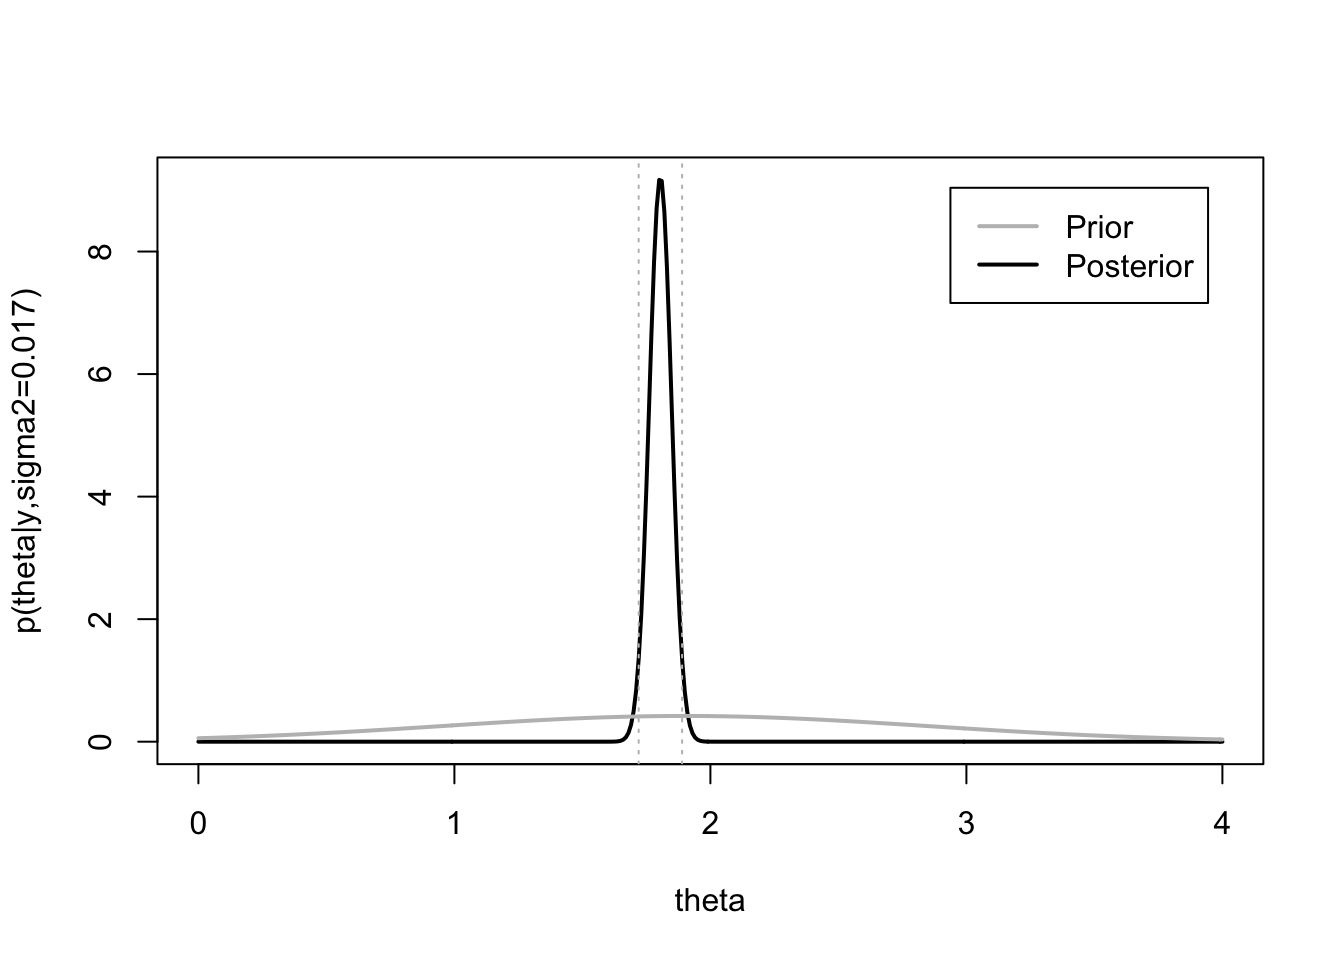 Prior
Posterior
p(theta|y,sigma2=0.017)
8
6
4
2
0
0 1 2 3 4
theta